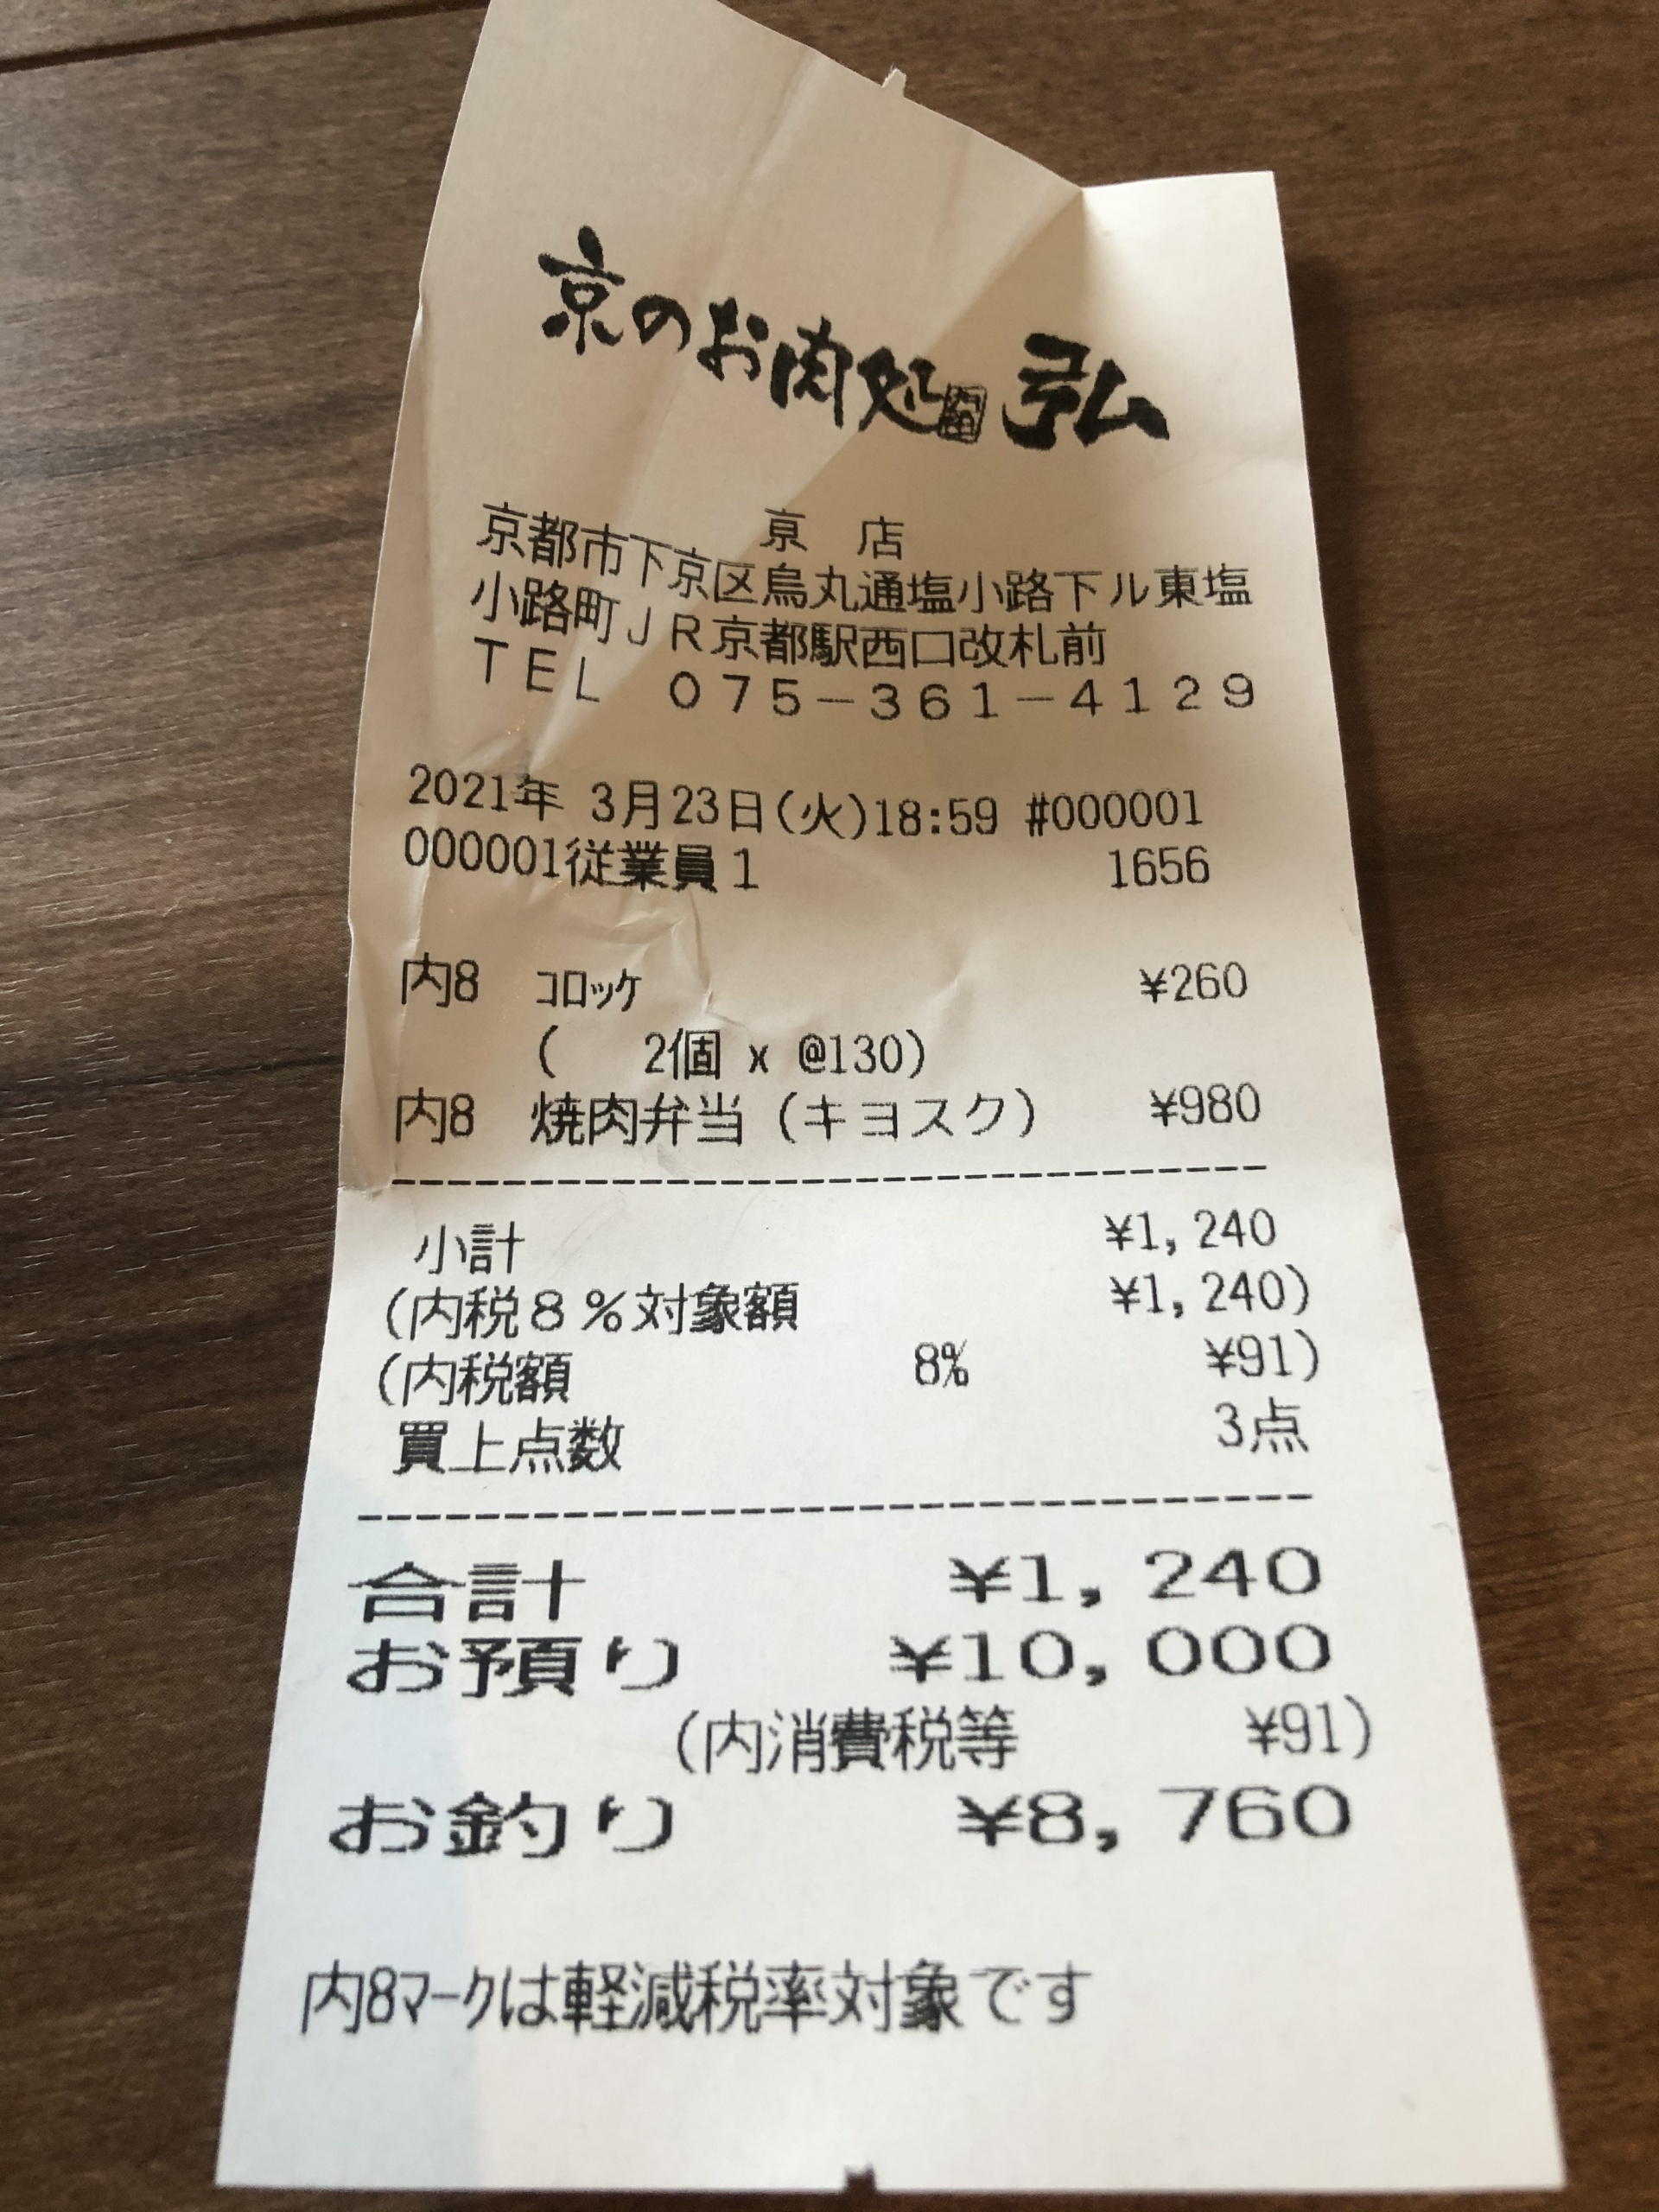 京のお肉処 弘
京都市下京区烏丸通塩小路下ル東塩
小路町JR京都駅西口改札前
TEL 075-361-4129
2021年 3月23日(火)18:59 #000001
000001従業員1 1656
内8 ｺﾛｯｹ ¥260
( 2個 x @130)
内8 焼肉弁当（キヨスク） ¥980
小計 ¥1,240
(内税8%対象額 ¥1,240)
(内税額 8% ¥91)
買上点数 3点
合計 ¥1,240
お預り ¥10,000
(内消費税等 ¥91)
お釣り ¥8,760
内8ﾏｰｸは軽減税率対象です